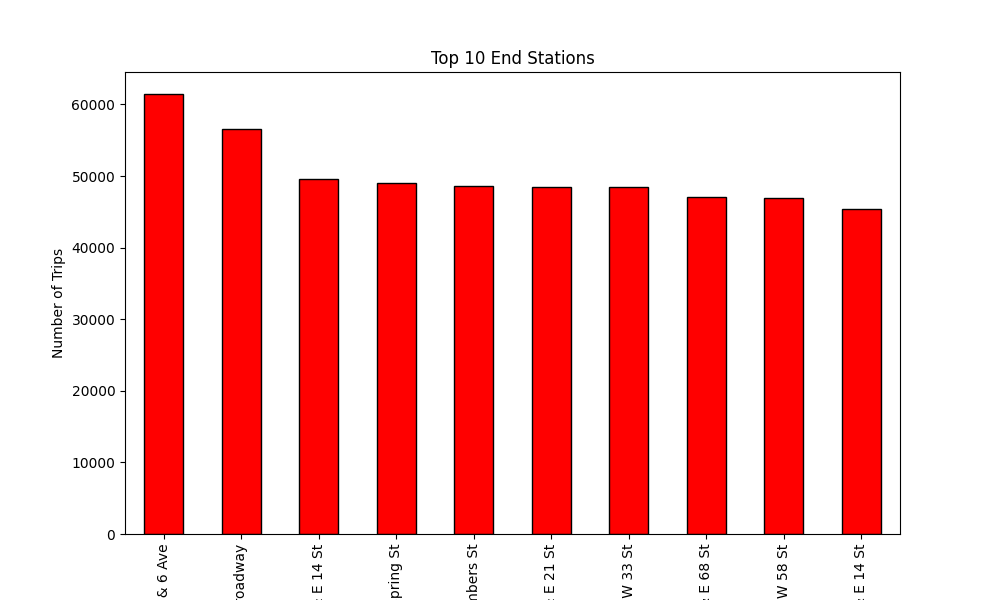 Top 10 End Stations
Number of Trips
60000
50000
40000
30000
20000
10000
0
& 6 Ave
roadway
E 14 St
pring St
mbers St
E 21 St
W 33 St
E 68 St
W 58 St
E 14 St